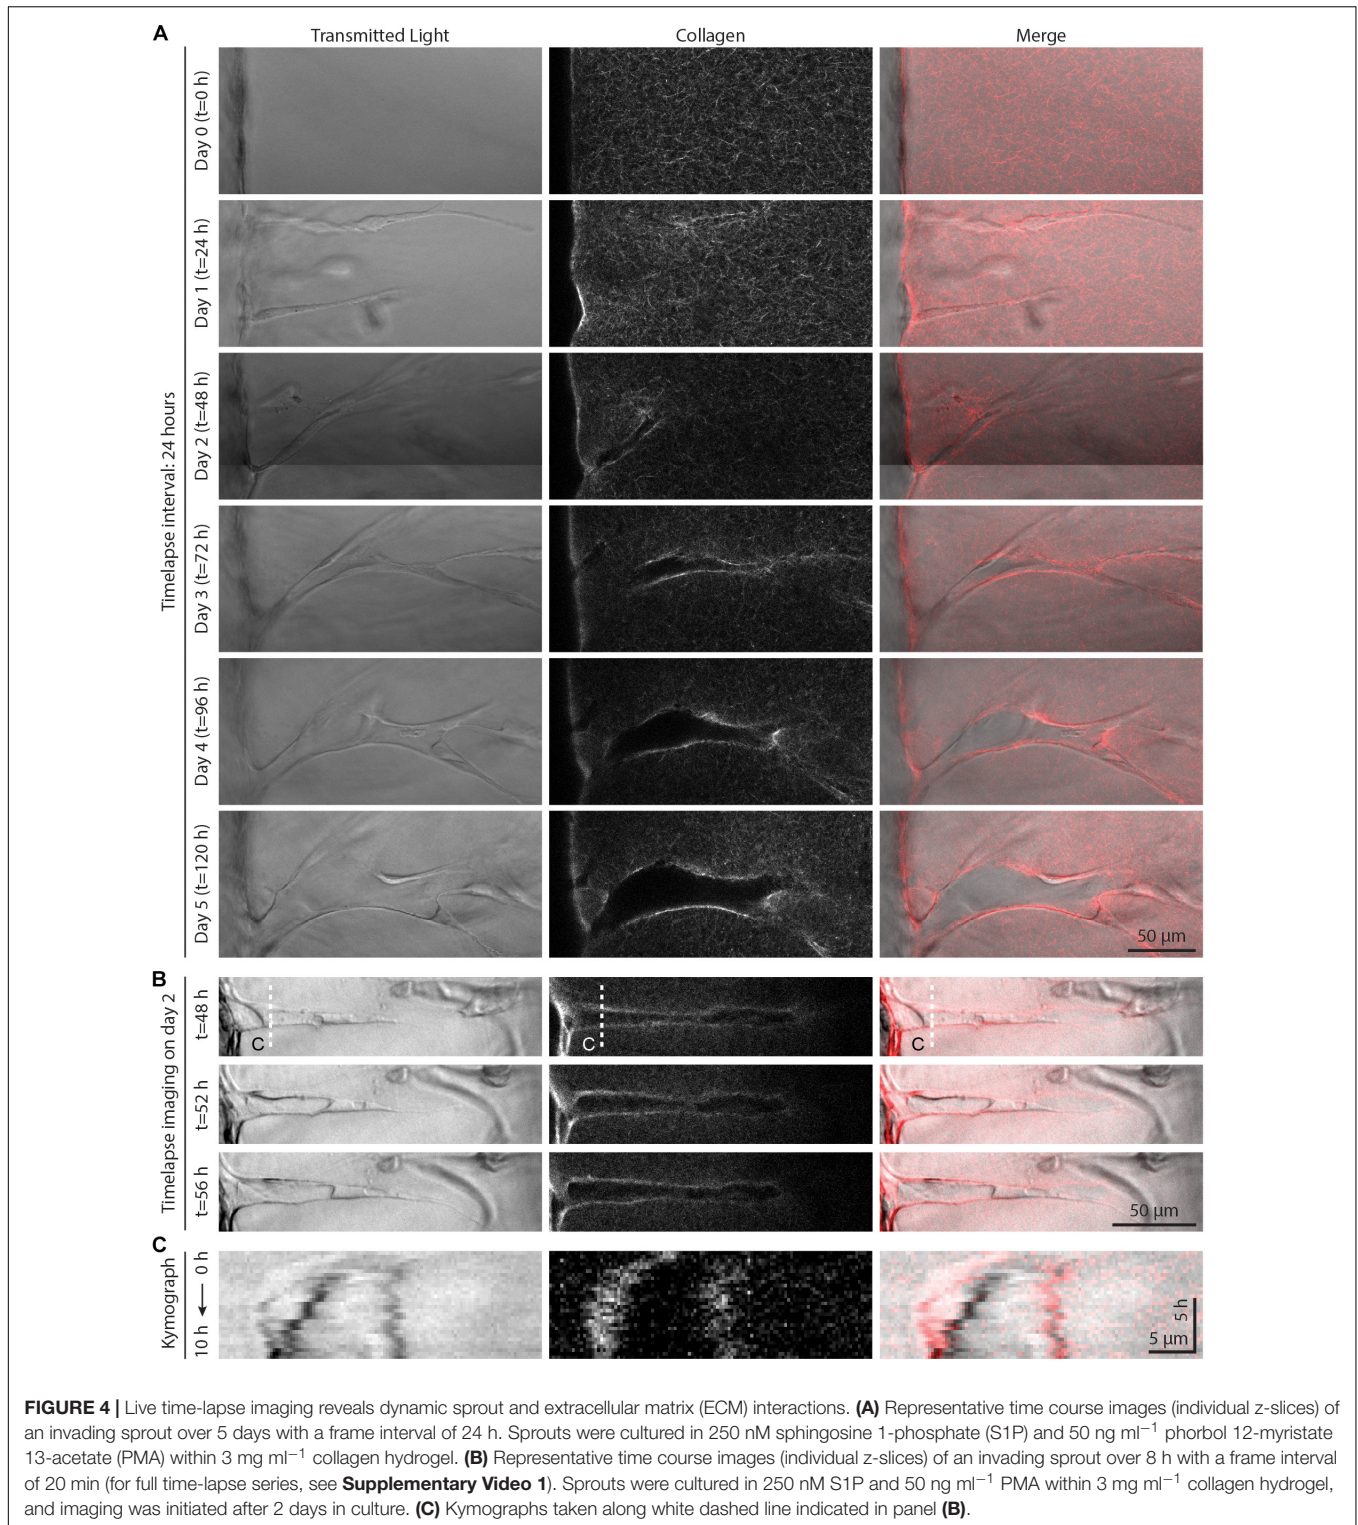 A
Transmitted Light
Collagen
Merge
Timelapse interval: 24 hours
Day 0 (t=0 h)
Day 1 (t=24 h)
Day 2 (t=48 h)
Day 3 (t=72 h)
Day 4 (t=96 h)
Day 5 (t=120 h)
50 µm
B
Timelapse imaging on day 2
t=48 h
C
C
C
t=52 h
t=56 h
50 µm
C
Kymograph
10 h ← 0 h
5 h
5 µm
FIGURE 4 | Live time-lapse imaging reveals dynamic sprout and extracellular matrix (ECM) interactions. (A) Representative time course images (individual z-slices) of
an invading sprout over 5 days with a frame interval of 24 h. Sprouts were cultured in 250 nM sphingosine 1-phosphate (S1P) and 50 ng ml⁻¹ phorbol 12-myristate
13-acetate (PMA) within 3 mg ml⁻¹ collagen hydrogel. (B) Representative time course images (individual z-slices) of an invading sprout over 8 h with a frame interval
of 20 min (for full time-lapse series, see Supplementary Video 1). Sprouts were cultured in 250 nM S1P and 50 ng ml⁻¹ PMA within 3 mg ml⁻¹ collagen hydrogel,
and imaging was initiated after 2 days in culture. (C) Kymographs taken along white dashed line indicated in panel (B).